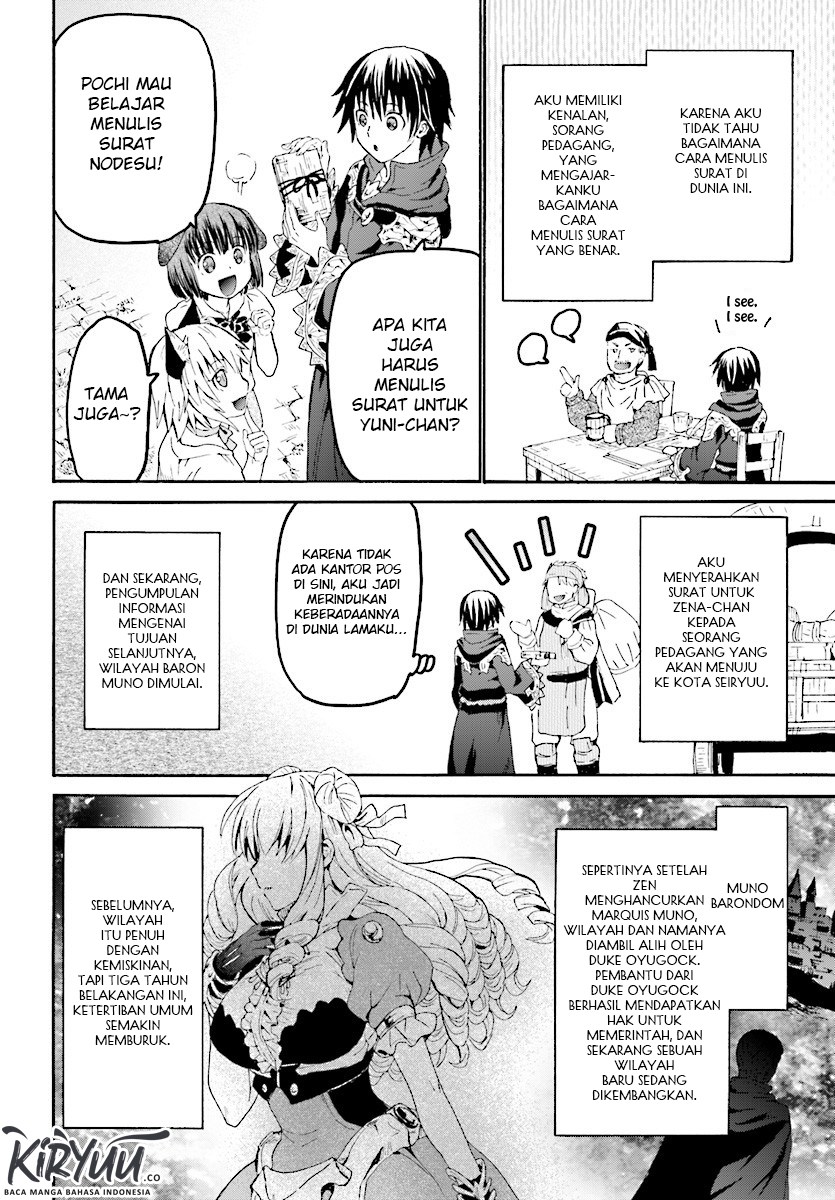 KARENA AKU
TIDAK TAHU
BAGAIMANA
CARA MENULIS
SURAT DI
DUNIA INI.
AKU MEMILIKI
KENALAN,
SORANG
PEDAGANG,
YANG
MENGAJAR-
KANKU
BAGAIMANA
CARA
MENULIS SURAT
YANG BENAR.
I see.
I see.
POCHI MAU
BELAJAR
MENULIS
SURAT
NODESU!
APA KITA
JUGA
HARUS
MENULIS
SURAT UNTUK
YUNI-CHAN?
TAMA
JUGA~?
AKU
MENYERAHKAN
SURAT UNTUK
ZENA-CHAN
KEPADA
SEORANG
PEDAGANG YANG
AKAN MENUJU
KE KOTA SEIRYUU.
KARENA TIDAK
ADA KANTOR POS
DI SINI, AKU JADI
MERINDUKAN
KEBERADAANNYA
DI DUNIA LAMAKU...
DAN SEKARANG,
PENGUMPULAN
INFORMASI
MENGENAI
TUJUAN
SELANJUTNYA,
WILAYAH BARON
MUNO DIMULAI.
MUNO
BARONDOM
SEPERTINYA SETELAH
ZEN
MENGHANCURKAN
MARQUIS MUNO,
WILAYAH DAN NAMANYA
DIAMBIL ALIH OLEH
DUKE OYUGOCK.
PEMBANTU DARI
DUKE OYUGOCK
BERHASIL MENDAPATKAN
HAK UNTUK
MEMERINTAH, DAN
SEKARANG SEBUAH
WILAYAH
BARU SEDANG
DIKEMBANGKAN.
SEBELUMNYA,
WILAYAH
ITU PENUH
DENGAN
KEMISKINAN,
TAPI TIGA TAHUN
BELAKANGAN INI,
KETERTIBAN UMUM
SEMAKIN
MEMBURUK.
KIRYUU.CO
BACA MANGA BAHASA INDONESIA